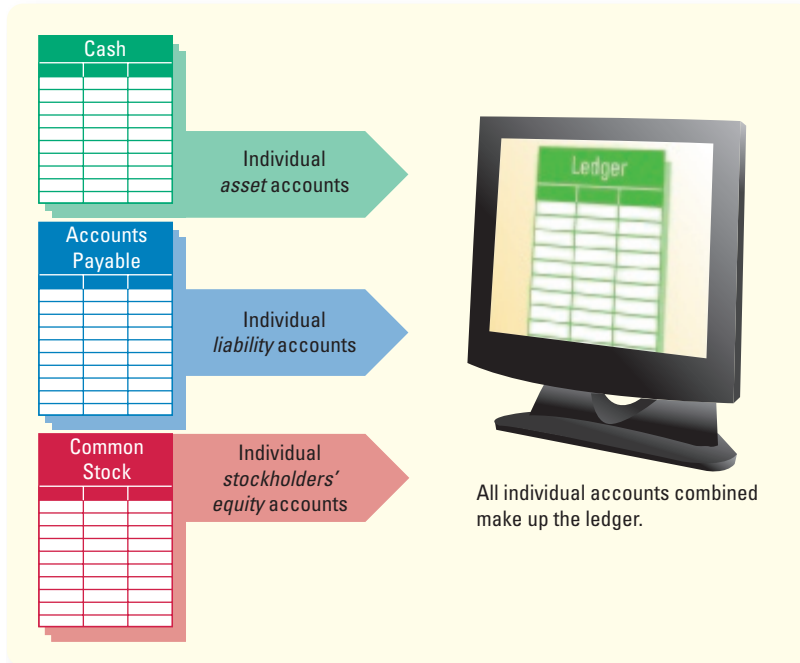 Cash
Individual
asset accounts
Accounts
Payable
Individual
liability accounts
Common
Stock
Individual
stockholders'
equity accounts
Ledger
All individual accounts combined
make up the ledger.